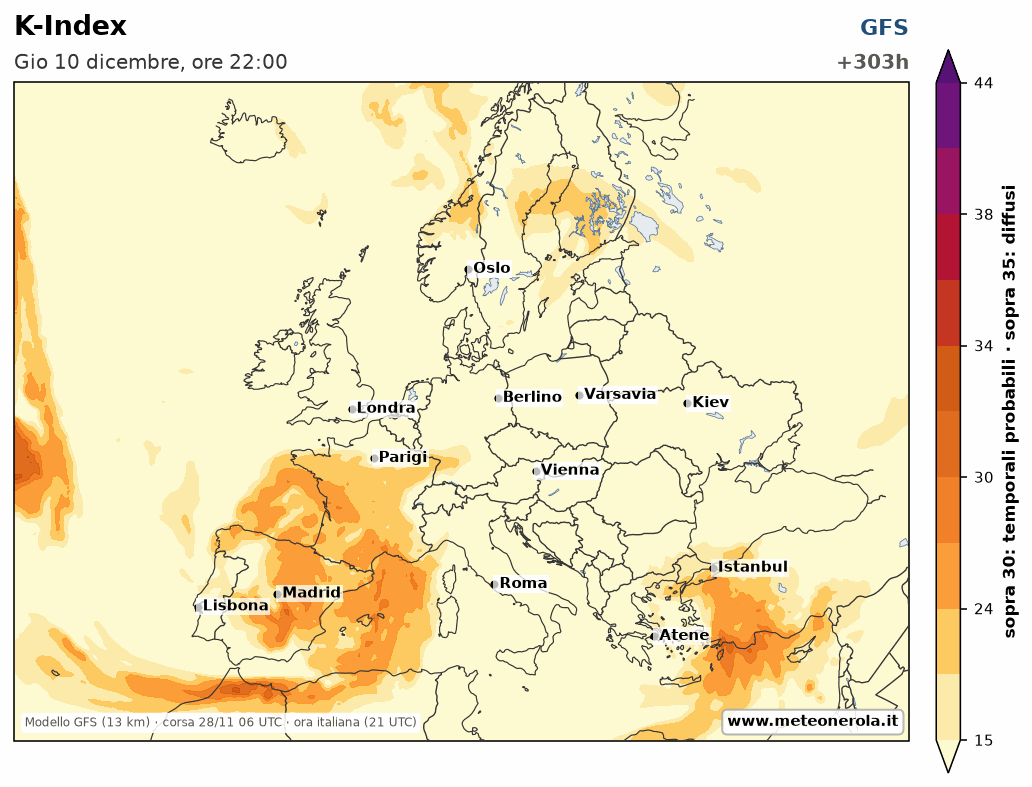 K-Index
GFS
Gio 10 dicembre, ore 22:00
+303h
44
38
34
30
24
15
sopra 30: temporali probabili · sopra 35: diffusi
Oslo
Londra
Berlino
Varsavia
Kiev
Parigi
Vienna
Istanbul
Roma
Madrid
Lisbona
Atene
Modello GFS (13 km) · corsa 28/11 06 UTC · ora italiana (21 UTC)
www.meteonerola.it